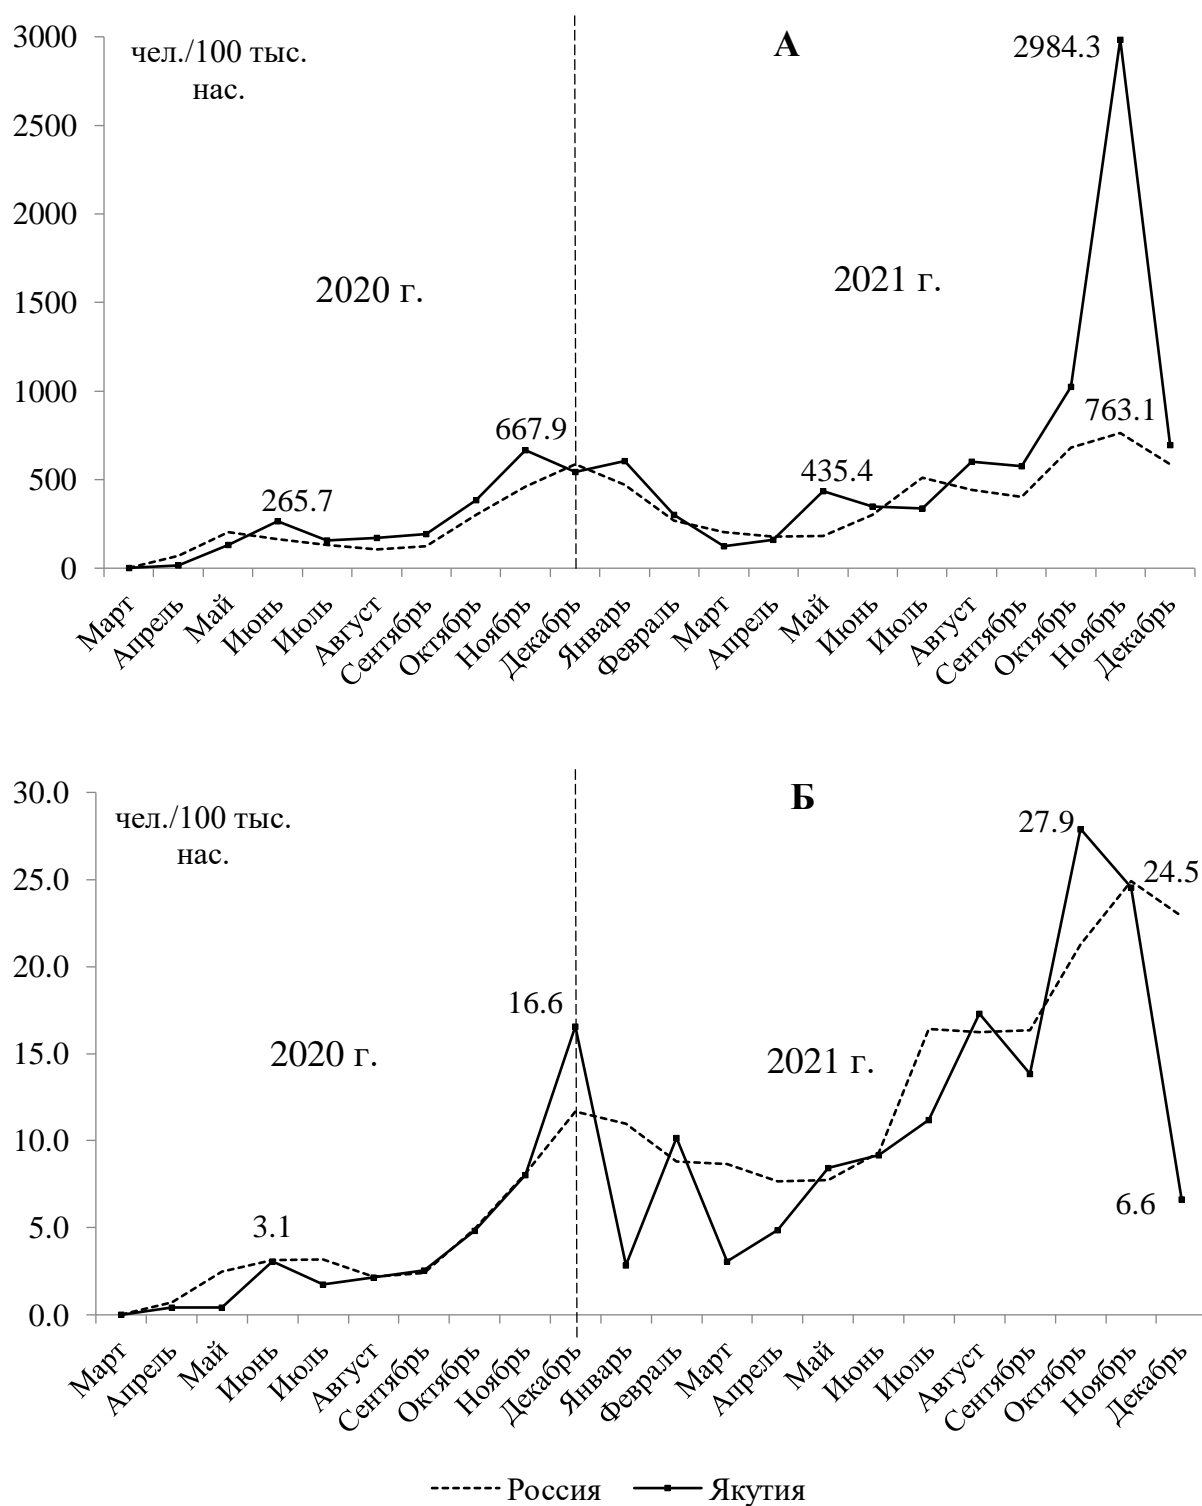 3000
чел./100 тыс.
нас.
А
2984.3
2500
2000
1500
2020 г.
2021 г.
1000
667.9
763.1
500
265.7
435.4
0
Март
Апрель
Май
Июнь
Июль
Август
Сентябрь
Октябрь
Ноябрь
Декабрь
Январь
Февраль
Март
Апрель
Май
Июнь
Июль
Август
Сентябрь
Октябрь
Ноябрь
Декабрь
30.0
чел./100 тыс.
нас.
Б
27.9
25.0
24.5
20.0
16.6
15.0
2020 г.
2021 г.
10.0
5.0
3.1
6.6
0.0
Март
Апрель
Май
Июнь
Июль
Август
Сентябрь
Октябрь
Ноябрь
Декабрь
Январь
Февраль
Март
Апрель
Май
Июнь
Июль
Август
Сентябрь
Октябрь
Ноябрь
Декабрь
Россия
Якутия